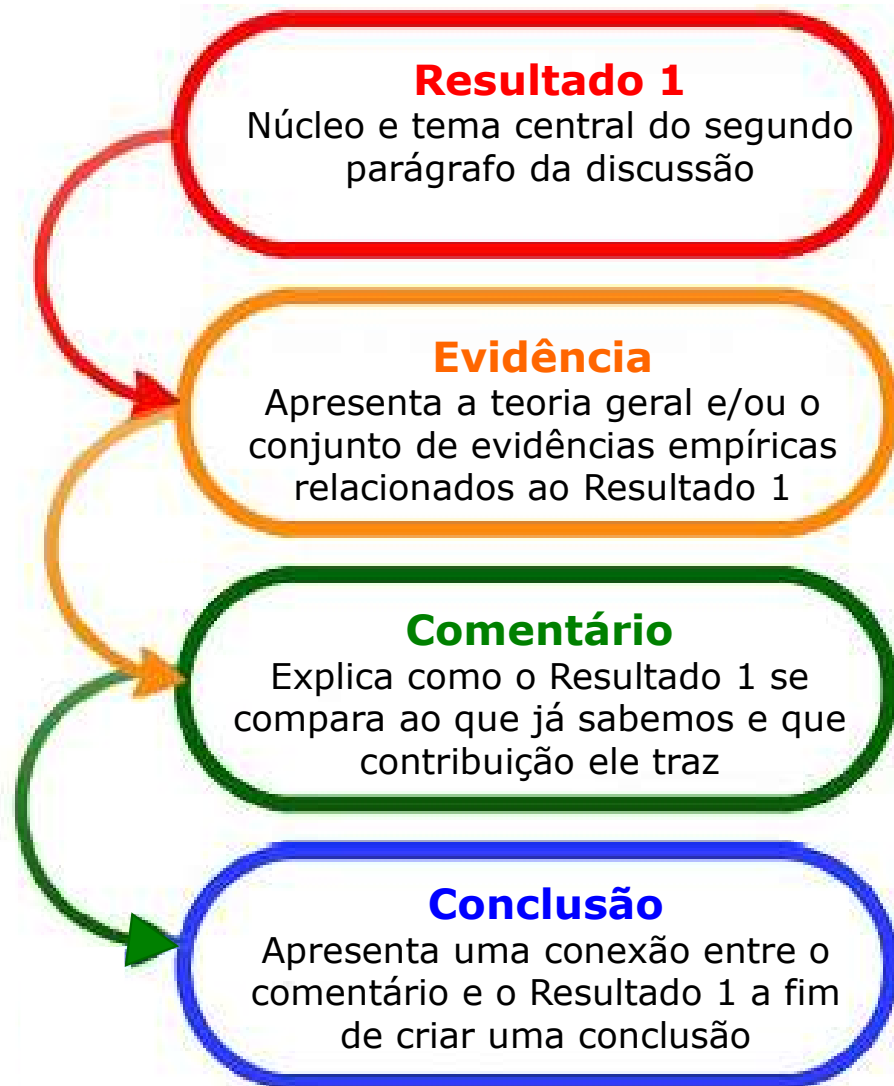 Resultado 1
Núcleo e tema central do segundo
parágrafo da discussão
Evidência
Apresenta a teoria geral e/ou o
conjunto de evidências empíricas
relacionados ao Resultado 1
Comentário
Explica como o Resultado 1 se
compara ao que já sabemos e que
contribuição ele traz
Conclusão
Apresenta uma conexão entre o
comentário e o Resultado 1 a fim
de criar uma conclusão